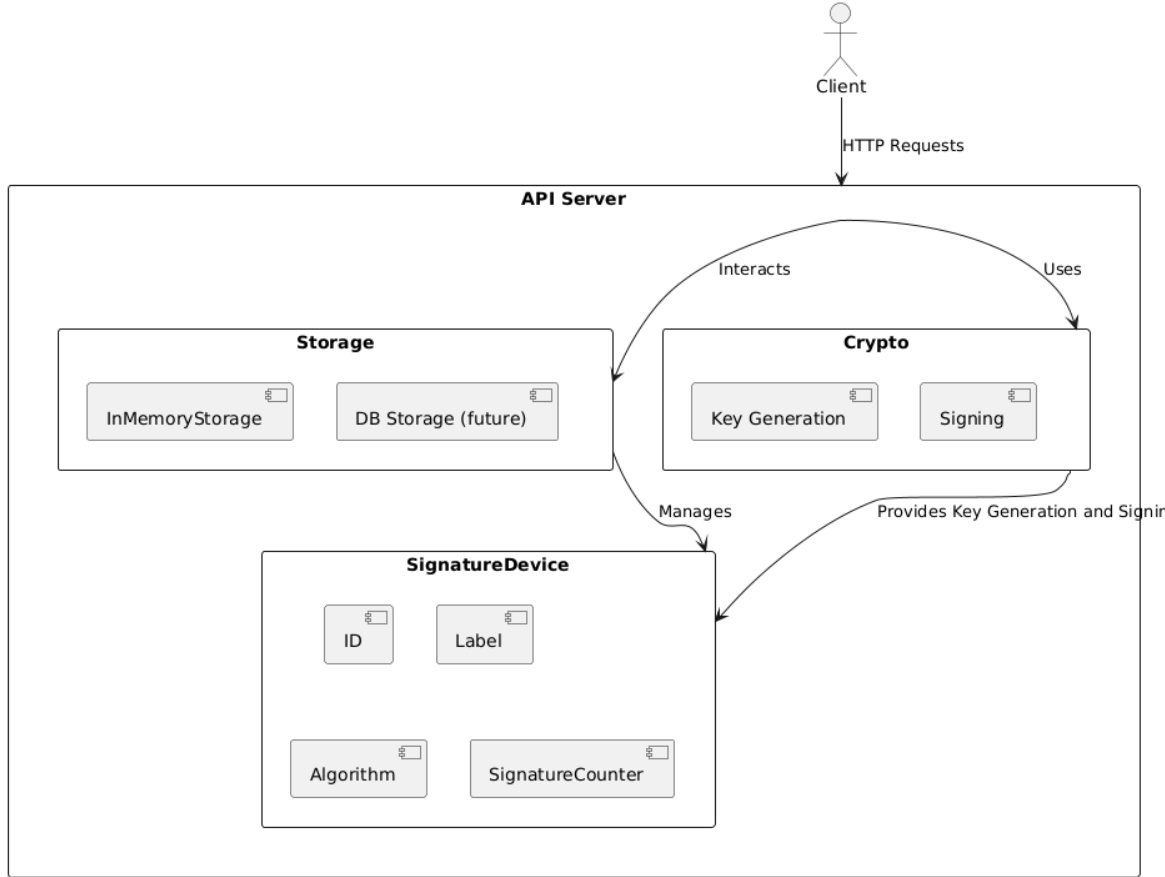 Client
HTTP Requests
API Server
Interacts
Uses
Storage
InMemoryStorage
DB Storage (future)
Crypto
Key Generation
Signing
Manages
Provides Key Generation and Signin
SignatureDevice
ID
Label
Algorithm
SignatureCounter